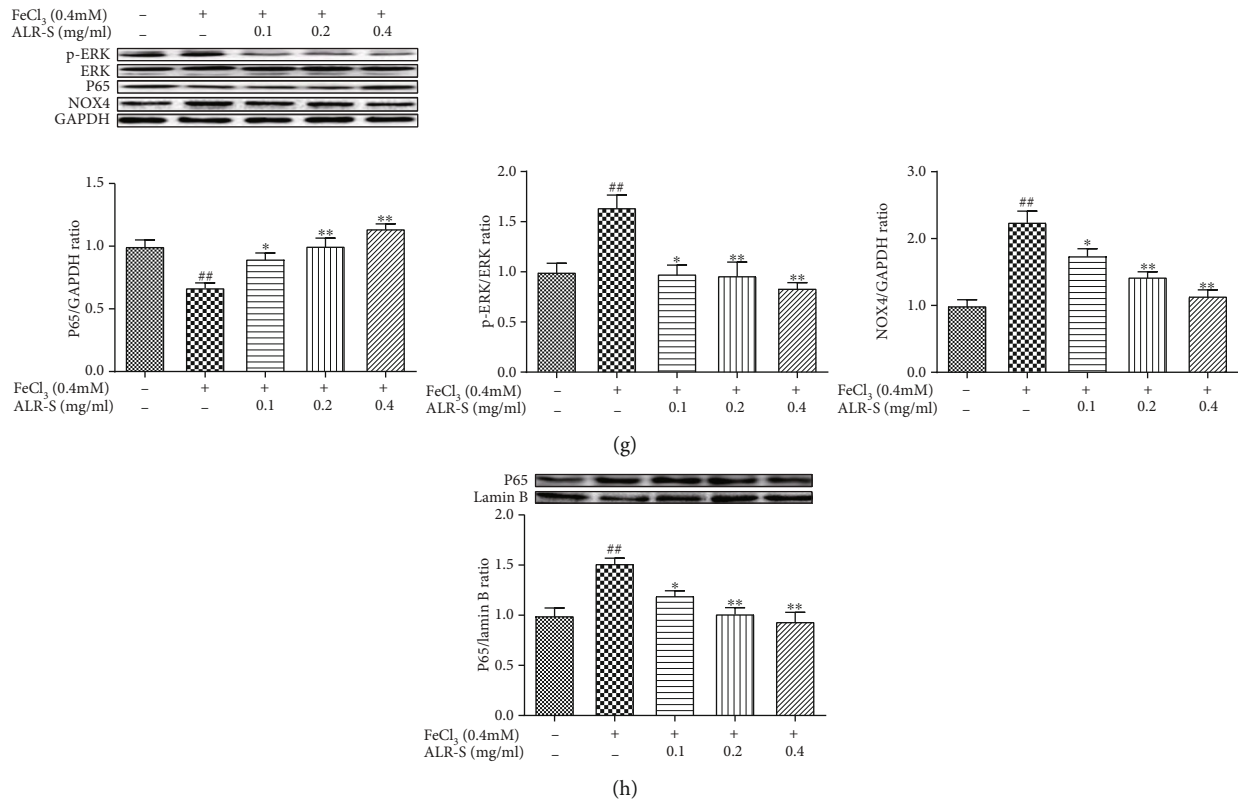 FeCl3 (0.4mM) – + + + +
ALR-S (mg/ml) – – 0.1 0.2 0.4
p-ERK
ERK
P65
NOX4
GAPDH
P65/GAPDH ratio
1.5
1.0
0.5
0.0
## * ** **
FeCl3 (0.4mM) – + + + +
ALR-S (mg/ml) – – 0.1 0.2 0.4
p-ERK/ERK ratio
2.0
1.5
1.0
0.5
0.0
## * ** **
FeCl3 (0.4mM) – + + + +
ALR-S (mg/ml) – – 0.1 0.2 0.4
NOX4/GAPDH ratio
3.0
2.0
1.0
0.0
## * ** **
FeCl3 (0.4mM) – + + + +
ALR-S (mg/ml) – – 0.1 0.2 0.4
(g)
P65
Lamin B
P65/lamin B ratio
2.0
1.5
1.0
0.5
0.0
## * ** **
FeCl3 (0.4mM) – + + + +
ALR-S (mg/ml) – – 0.1 0.2 0.4
(h)